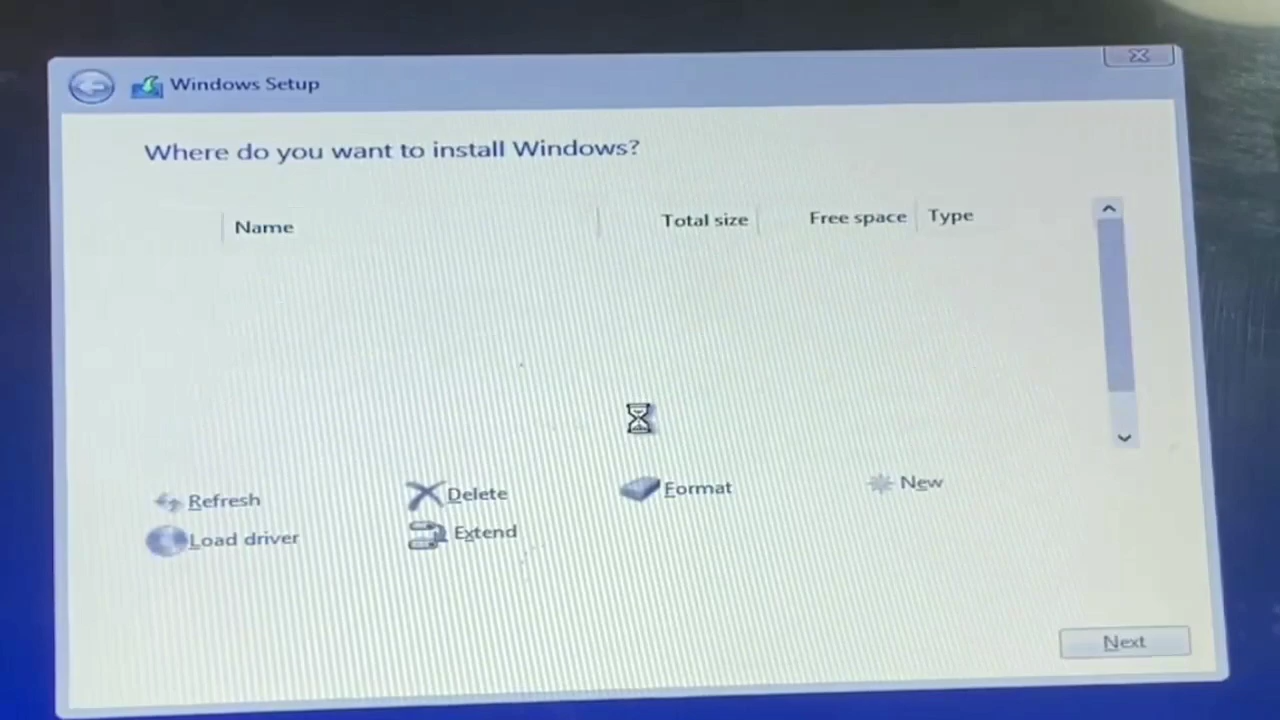 Windows Setup
Where do you want to install Windows?
Name Total size Free space Type
Refresh Delete Format New
Load driver Extend
Next